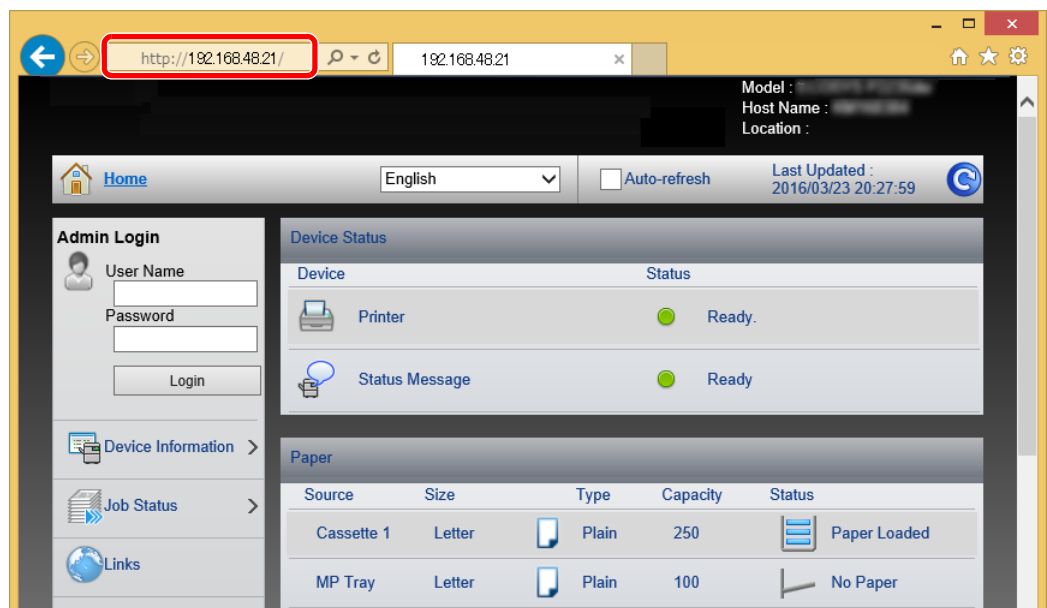 http://192.168.48.21/
192.168.48.21
Model :
Host Name :
Location :
Home
English
Auto-refresh
Last Updated :
2016/03/23 20:27:59
Admin Login
User Name
Password
Login
Device Information
Job Status
Links
Device Status
Device Status
Printer Ready.
Status Message Ready
Paper
Source Size Type Capacity Status
Cassette 1 Letter Plain 250 Paper Loaded
MP Tray Letter Plain 100 No Paper